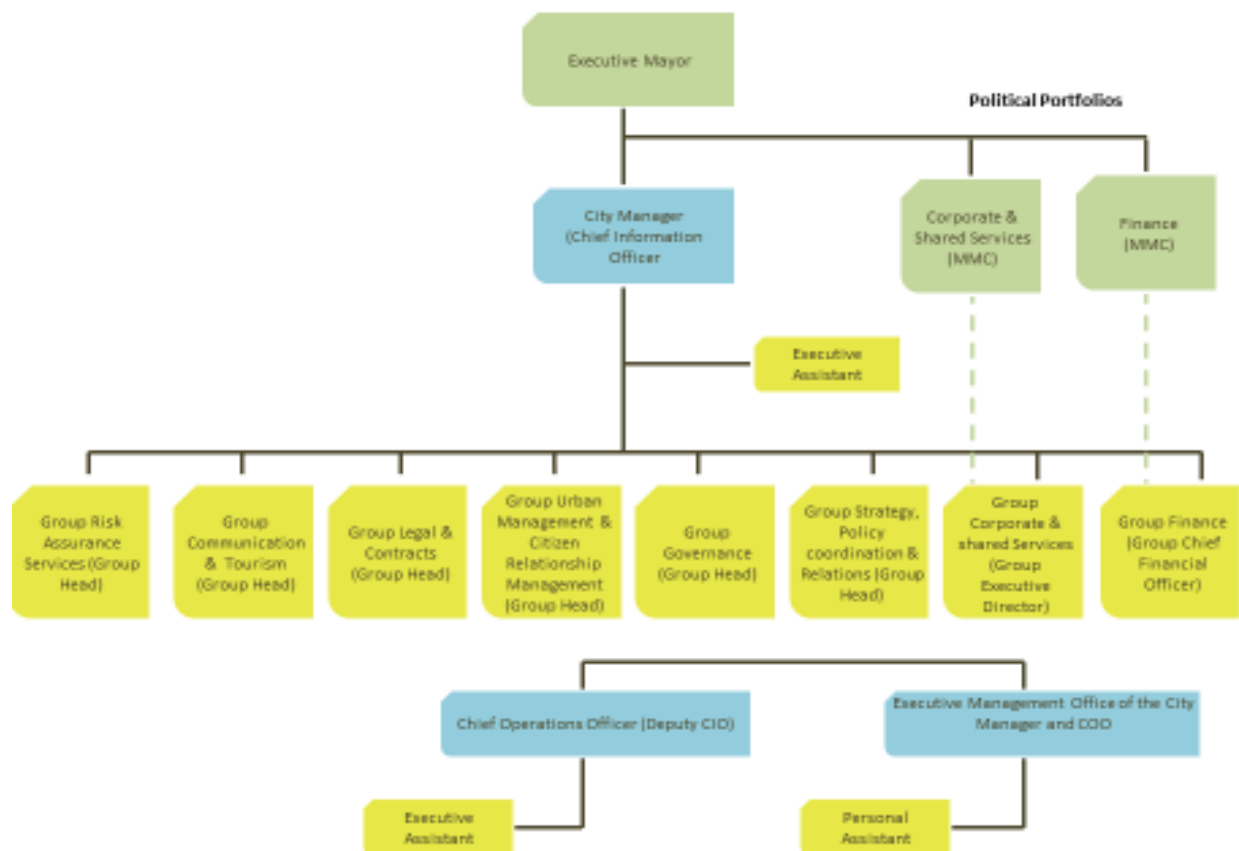 Executive Mayor
Political Portfolios
City Manager
(Chief Information
Officer
Corporate &
Shared Services
(MMC)
Finance
(MMC)
Executive
Assistant
Group Risk
Assurance
Services (Group
Head)
Group
Communication
& Tourism
(Group Head)
Group Legal &
Contracts
(Group Head)
Group Urban
Management &
Citizen
Relationship
Management
(Group Head)
Group
Governance
(Group Head)
Group Strategy,
Policy
coordination &
Relations (Group
Head)
Group
Corporate &
shared Services
(Group
Executive
Director)
Group Finance
(Group Chief
Financial
Officer)
Chief Operations Officer (Deputy CIO)
Executive Management Office of the City
Manager and COO
Executive
Assistant
Personal
Assistant